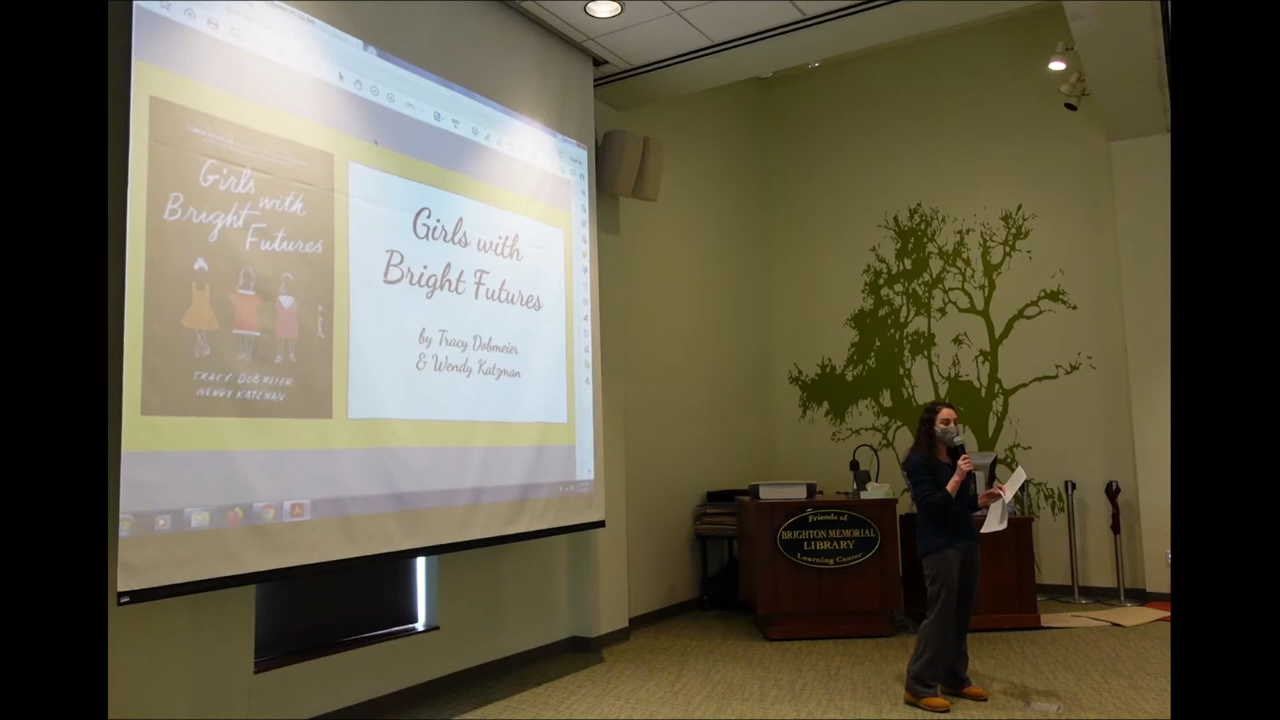 Girls with
Bright Futures
TRACY DOBMEIER
WENDY KATZMAN
Girls with
Bright Futures
by Tracy Dobmeier
& Wendy Katzman
Friends of
BRIGHTON MEMORIAL
LIBRARY
Learning Center